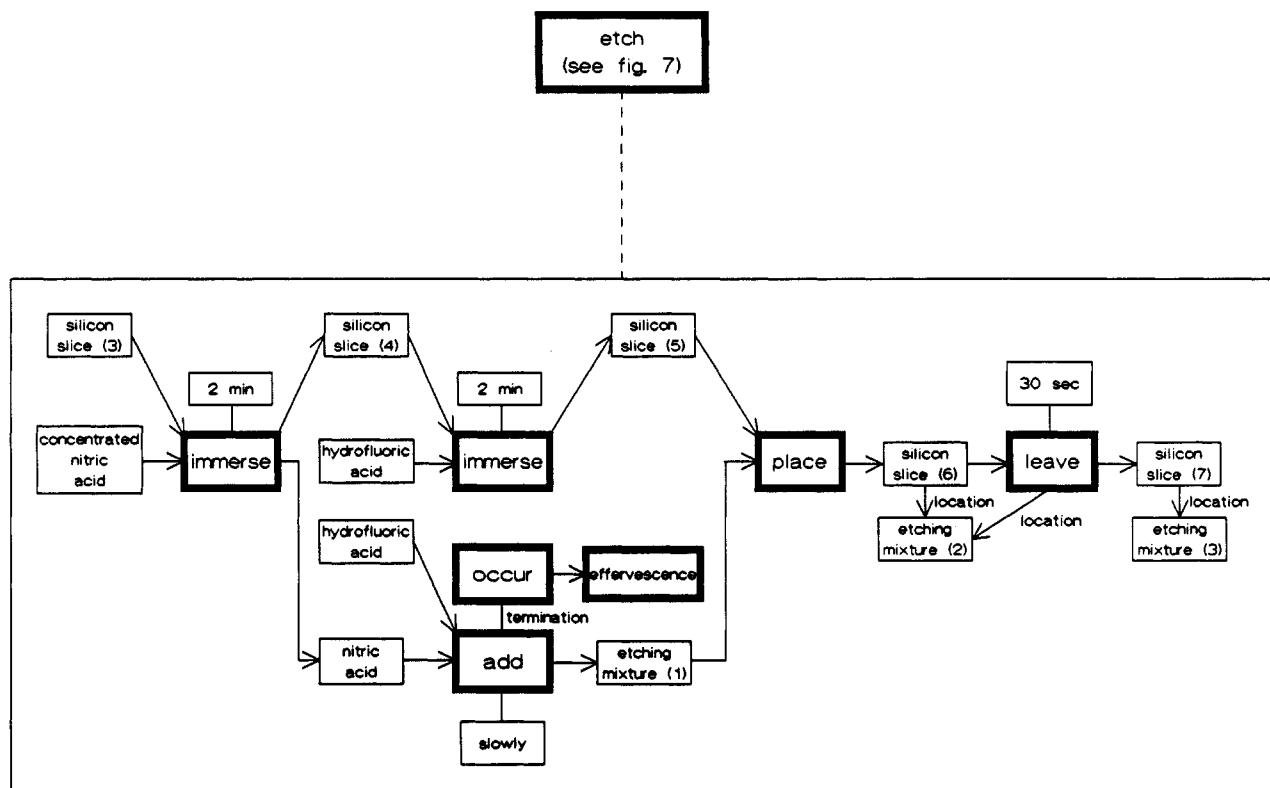 etch
(see fig. 7)
silicon
slice (3)
silicon
slice (4)
silicon
slice (5)
2 min
2 min
30 sec
concentrated
nitric
acid
immerse
hydrofluoric
acid
immerse
place
silicon
slice (6)
leave
silicon
slice (7)
location
location
location
etching
mixture (2)
etching
mixture (3)
hydrofluoric
acid
occur
effervescence
termination
nitric
acid
add
etching
mixture (1)
slowly